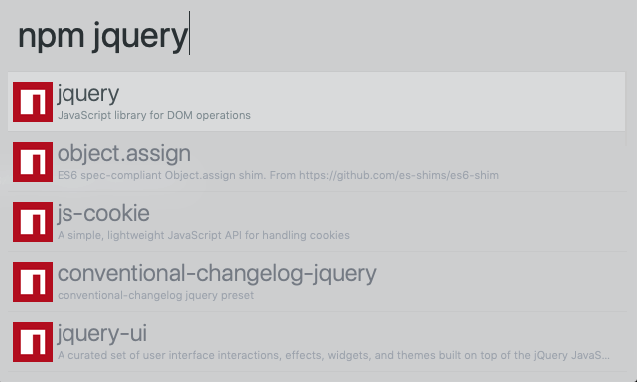 npm jquery
jquery
JavaScript library for DOM operations
object.assign
ES6 spec-compliant Object.assign shim. From https://github.com/es-shims/es6-shim
js-cookie
A simple, lightweight JavaScript API for handling cookies
conventional-changelog-jquery
conventional-changelog jquery preset
jquery-ui
A curated set of user interface interactions, effects, widgets, and themes built on top of the jQuery JavaS...